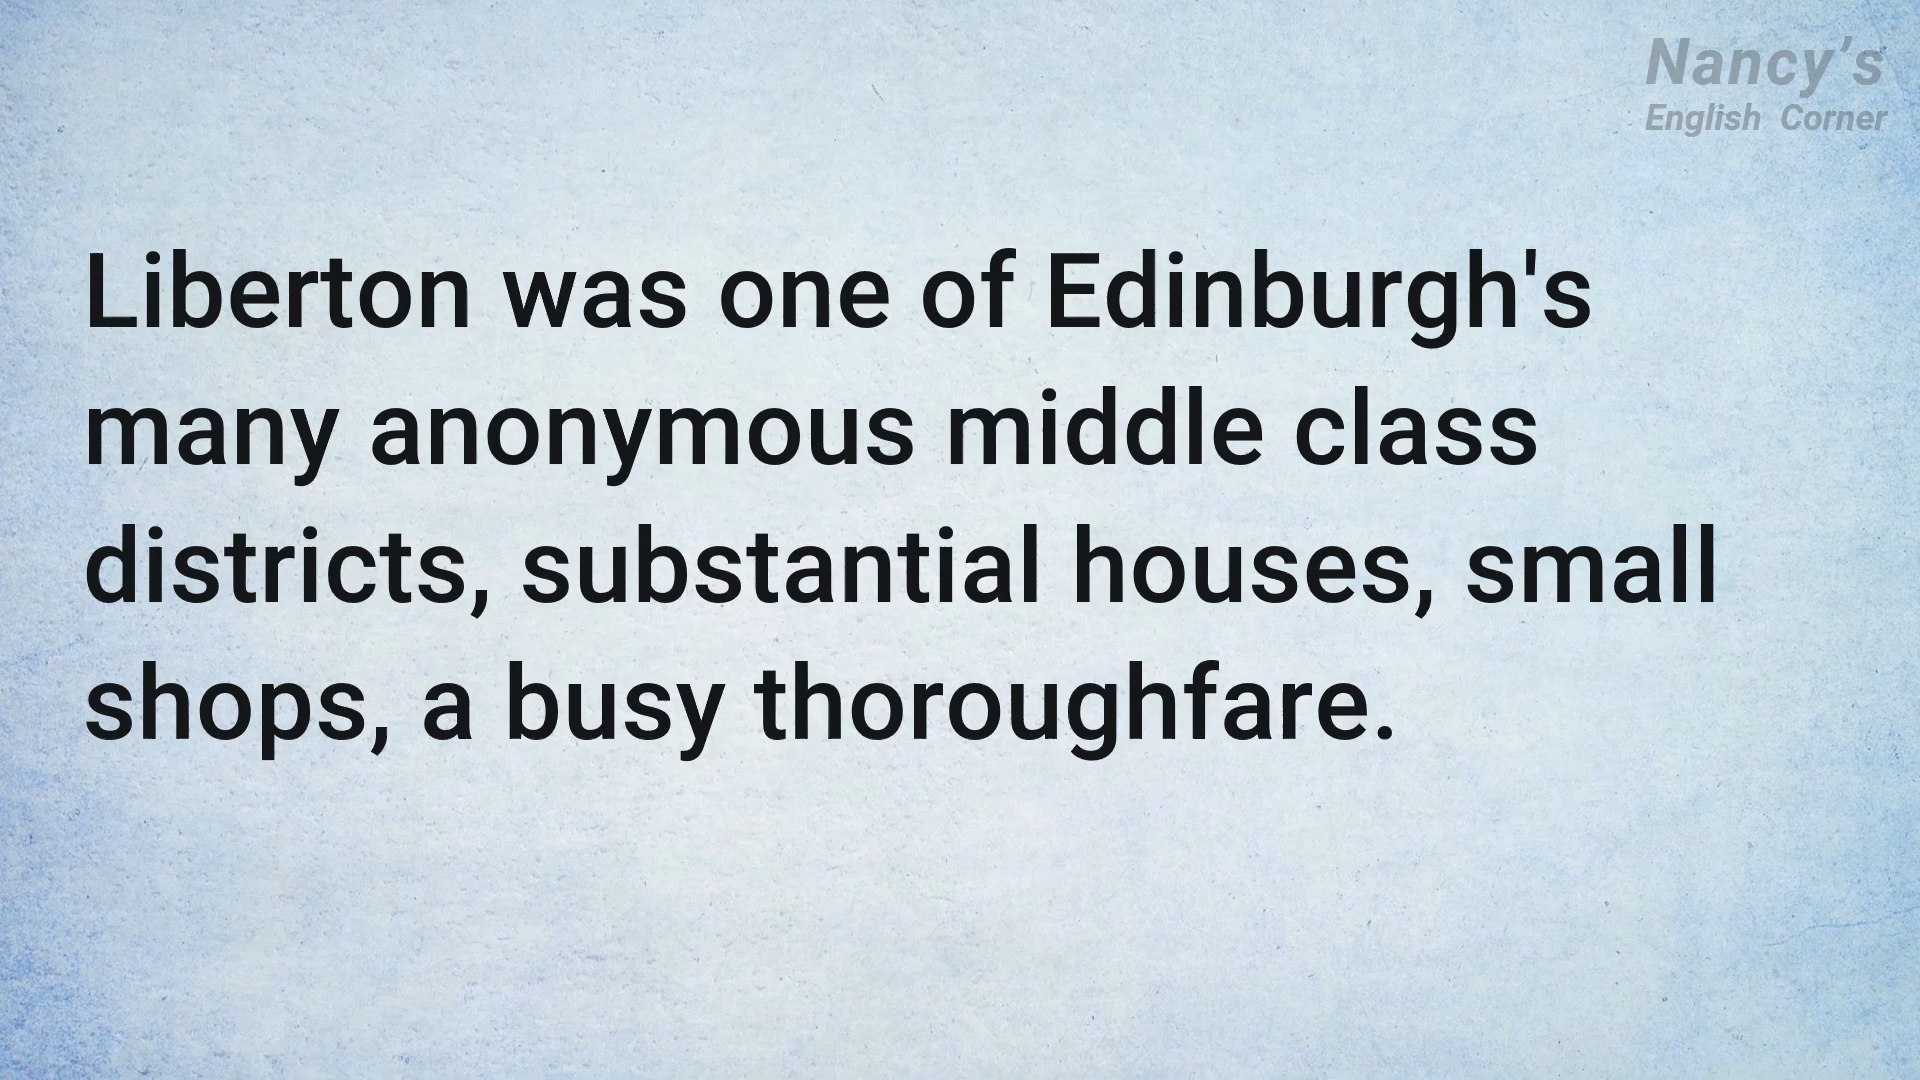 Nancy’s
English Corner
Liberton was one of Edinburgh's
many anonymous middle class
districts, substantial houses, small
shops, a busy thoroughfare.